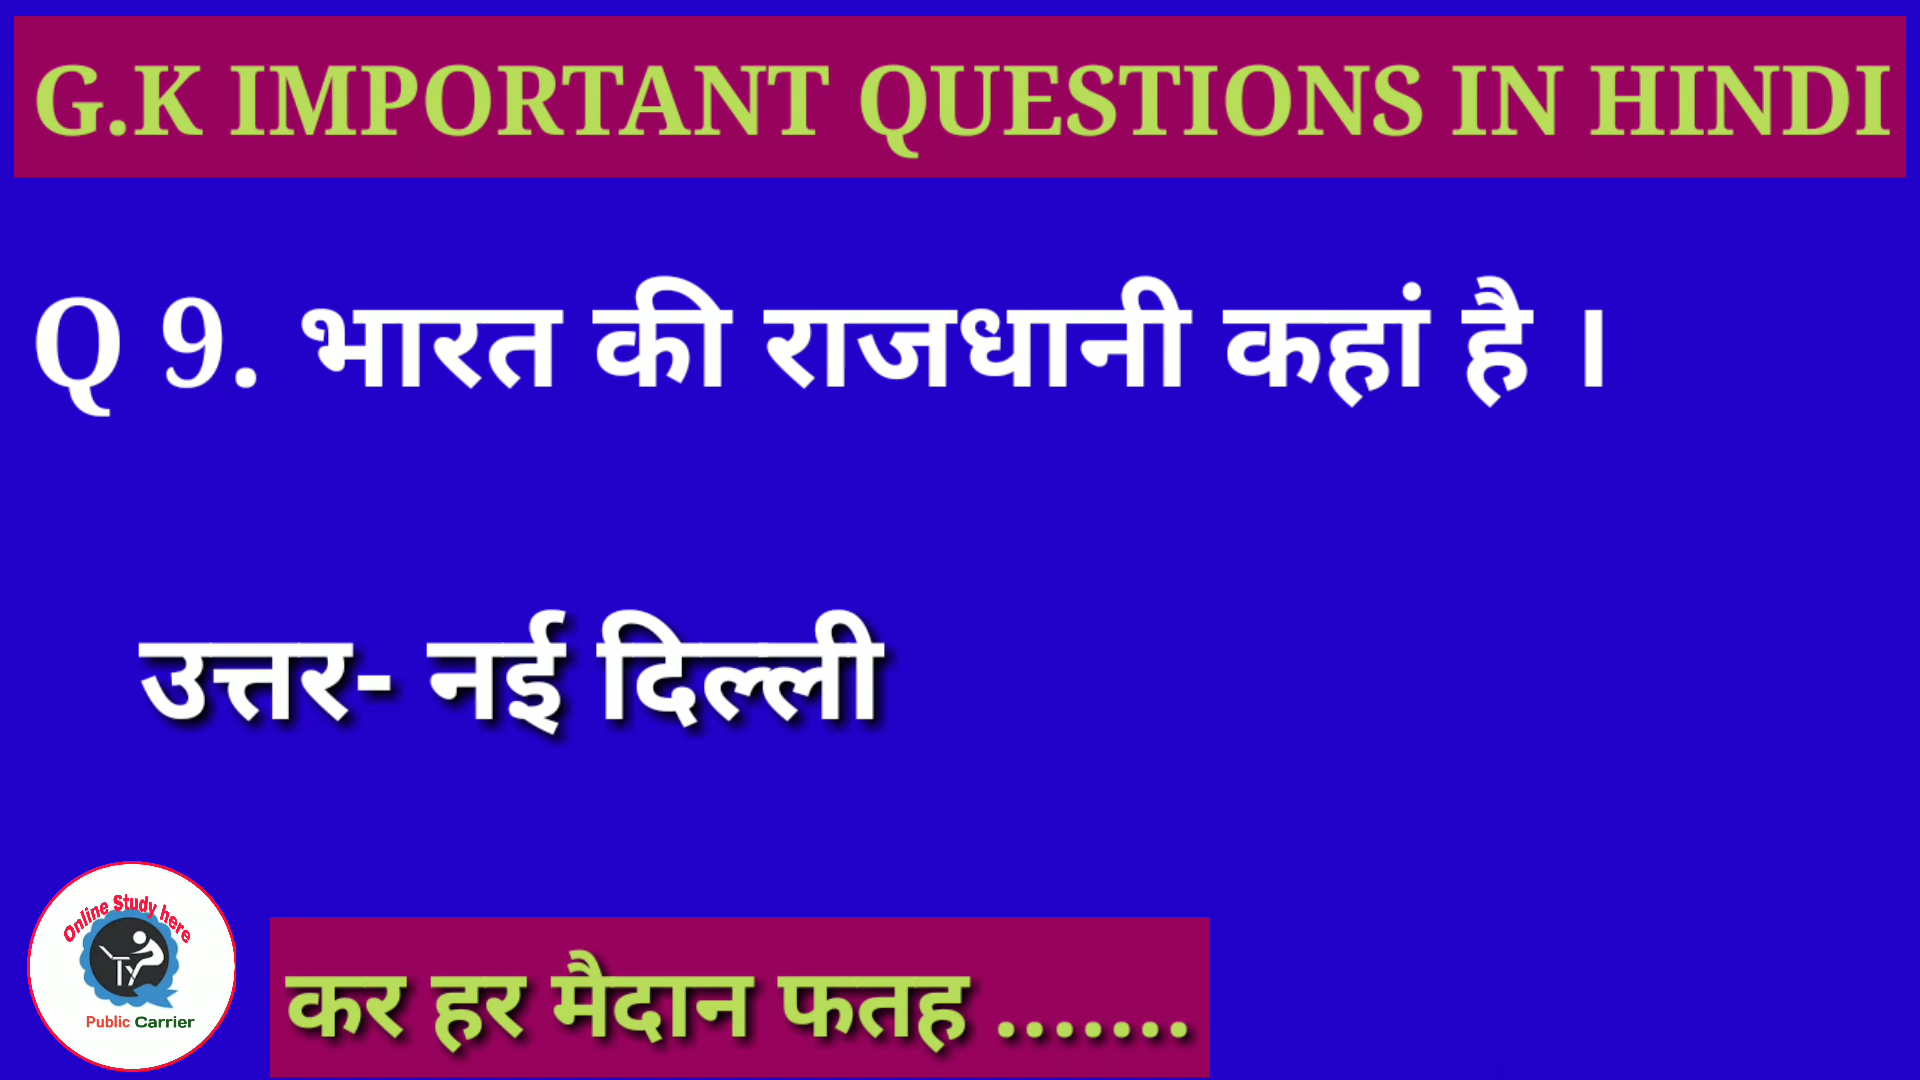 G.K IMPORTANT QUESTIONS IN HINDI
Q 9. भारत की राजधानी कहां है ।
उत्तर- नई दिल्ली
Online Study here
Public Carrier
कर हर मैदान फतह .......